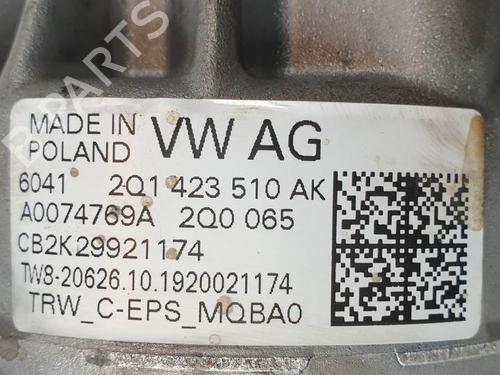 B-PARTS
MADE IN
POLAND
VW AG
6041 2Q1 423 510 AK
A0074769A 2Q0 065
CB2K29921174
TW8-20626.10.1920021174
TRW_C-EPS_MQBA0